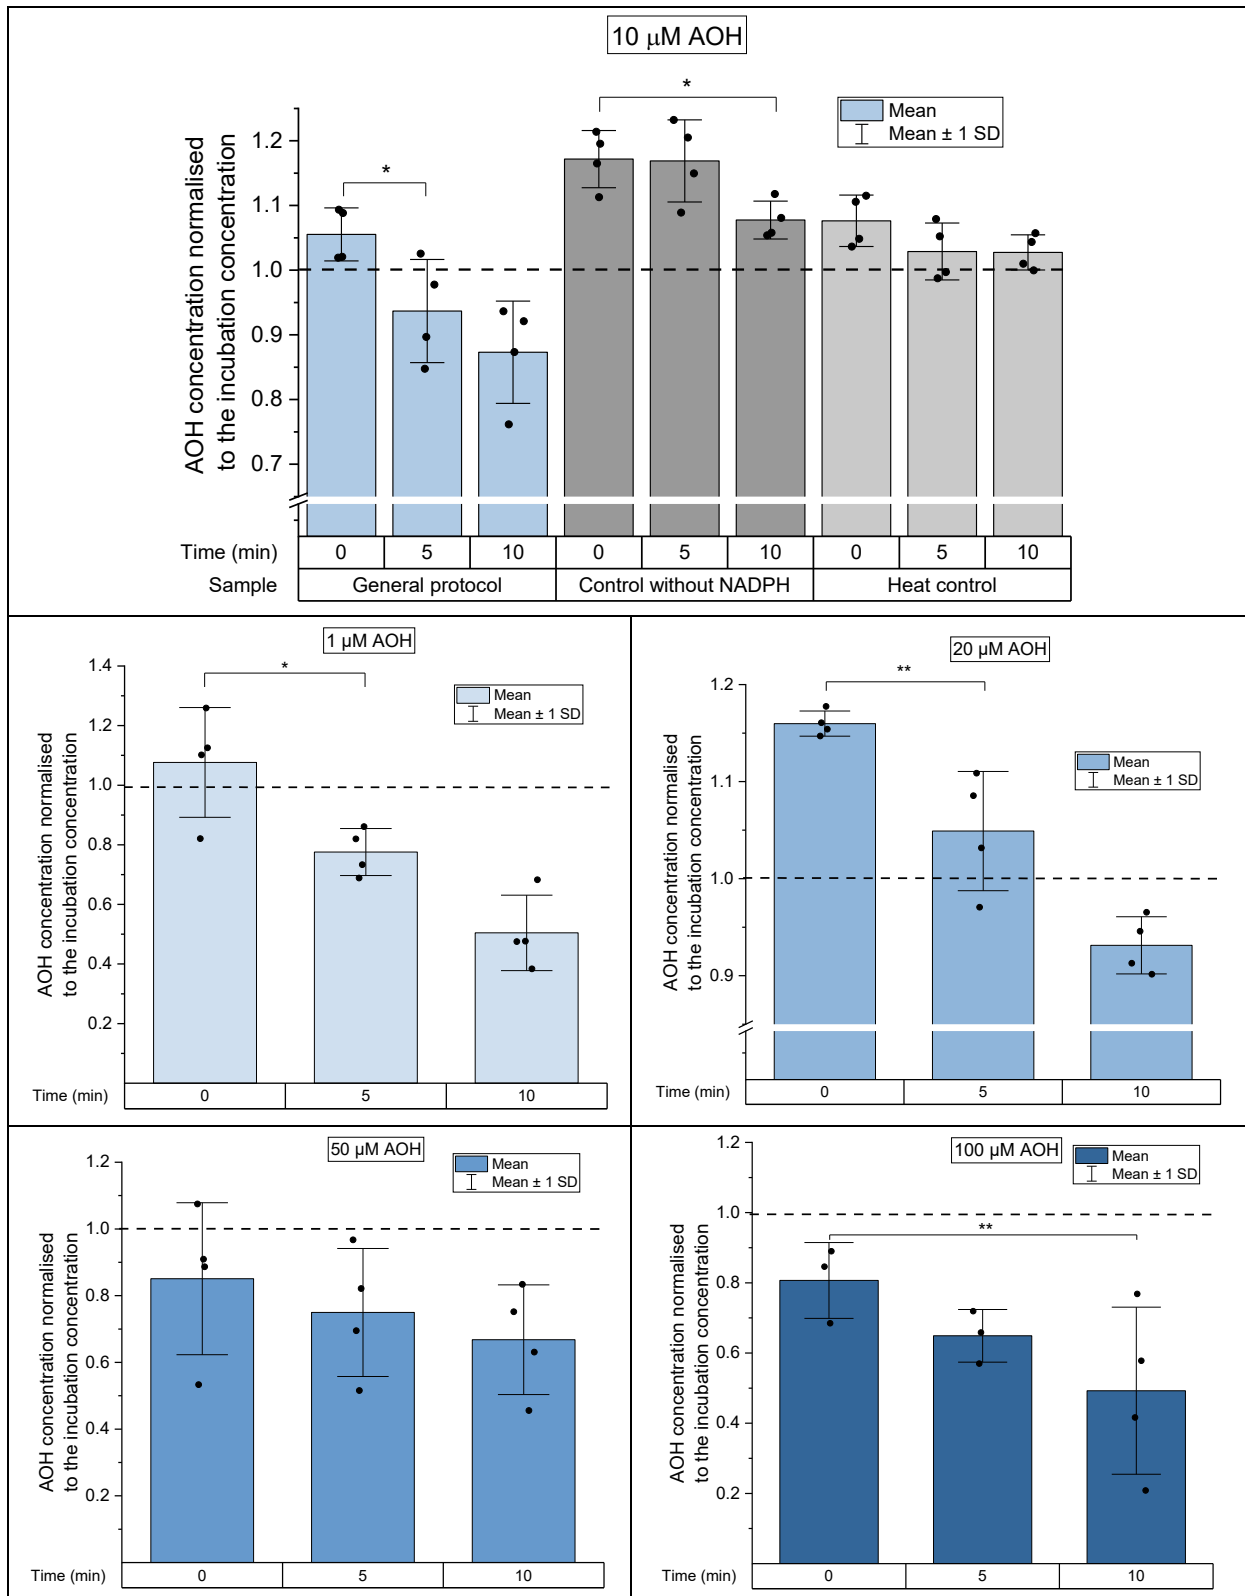 10 μM AOH
*
*
Mean
Mean ± 1 SD
AOH concentration normalised
to the incubation concentration
1.2
1.1
1.0
0.9
0.8
0.7
Time (min) 0 5 10 0 5 10 0 5 10
Sample General protocol Control without NADPH Heat control
1 µM AOH
*
Mean
Mean ± 1 SD
AOH concentration normalised
to the incubation concentration
1.4
1.2
1.0
0.8
0.6
0.4
0.2
Time (min) 0 5 10
20 µM AOH
**
Mean
Mean ± 1 SD
AOH concentration normalised
to the incubation concentration
1.2
1.1
1.0
0.9
Time (min) 0 5 10
50 µM AOH
Mean
Mean ± 1 SD
AOH concentration normalised
to the incubation concentration
1.2
1.0
0.8
0.6
0.4
0.2
Time (min) 0 5 10
100 µM AOH
**
Mean
Mean ± 1 SD
AOH concentration normalised
to the incubation concentration
1.2
1.0
0.8
0.6
0.4
0.2
Time (min) 0 5 10